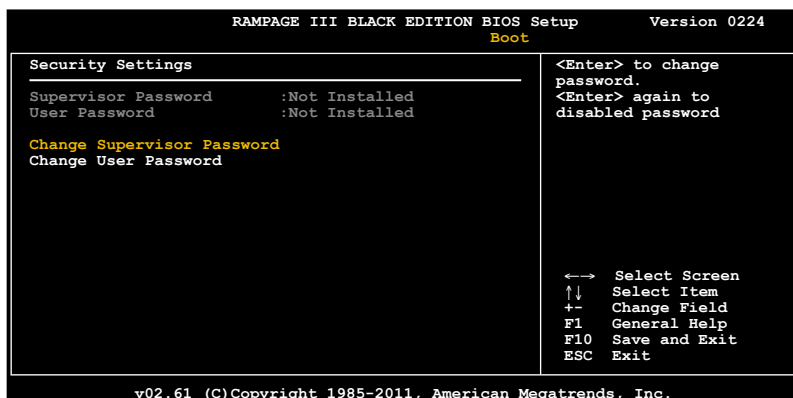 RAMPAGE III BLACK EDITION BIOS Setup Version 0224
Boot
Security Settings
Supervisor Password :Not Installed
User Password :Not Installed
Change Supervisor Password
Change User Password
<Enter> to change
password.
<Enter> again to
disabled password
←→ Select Screen
↑↓ Select Item
+- Change Field
F1 General Help
F10 Save and Exit
ESC Exit
v02.61 (C)Copyright 1985-2011, American Megatrends, Inc.